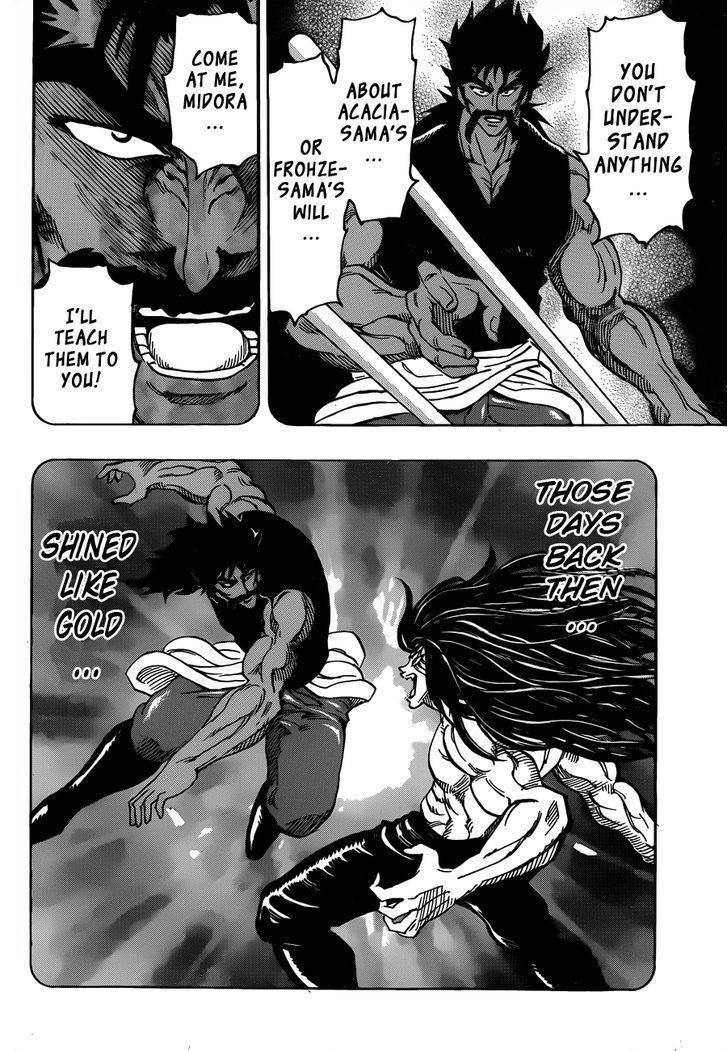 YOU
DON'T
UNDER-
STAND
ANYTHING
...
ABOUT
ACACIA-
SAMA'S
...
OR
FROHZE-
SAMA'S
WILL
...
COME
AT ME,
MIDORA
...
I'LL
TEACH
THEM TO
YOU!
THOSE
DAYS
BACK
THEN
...
SHINED
LIKE
GOLD
...